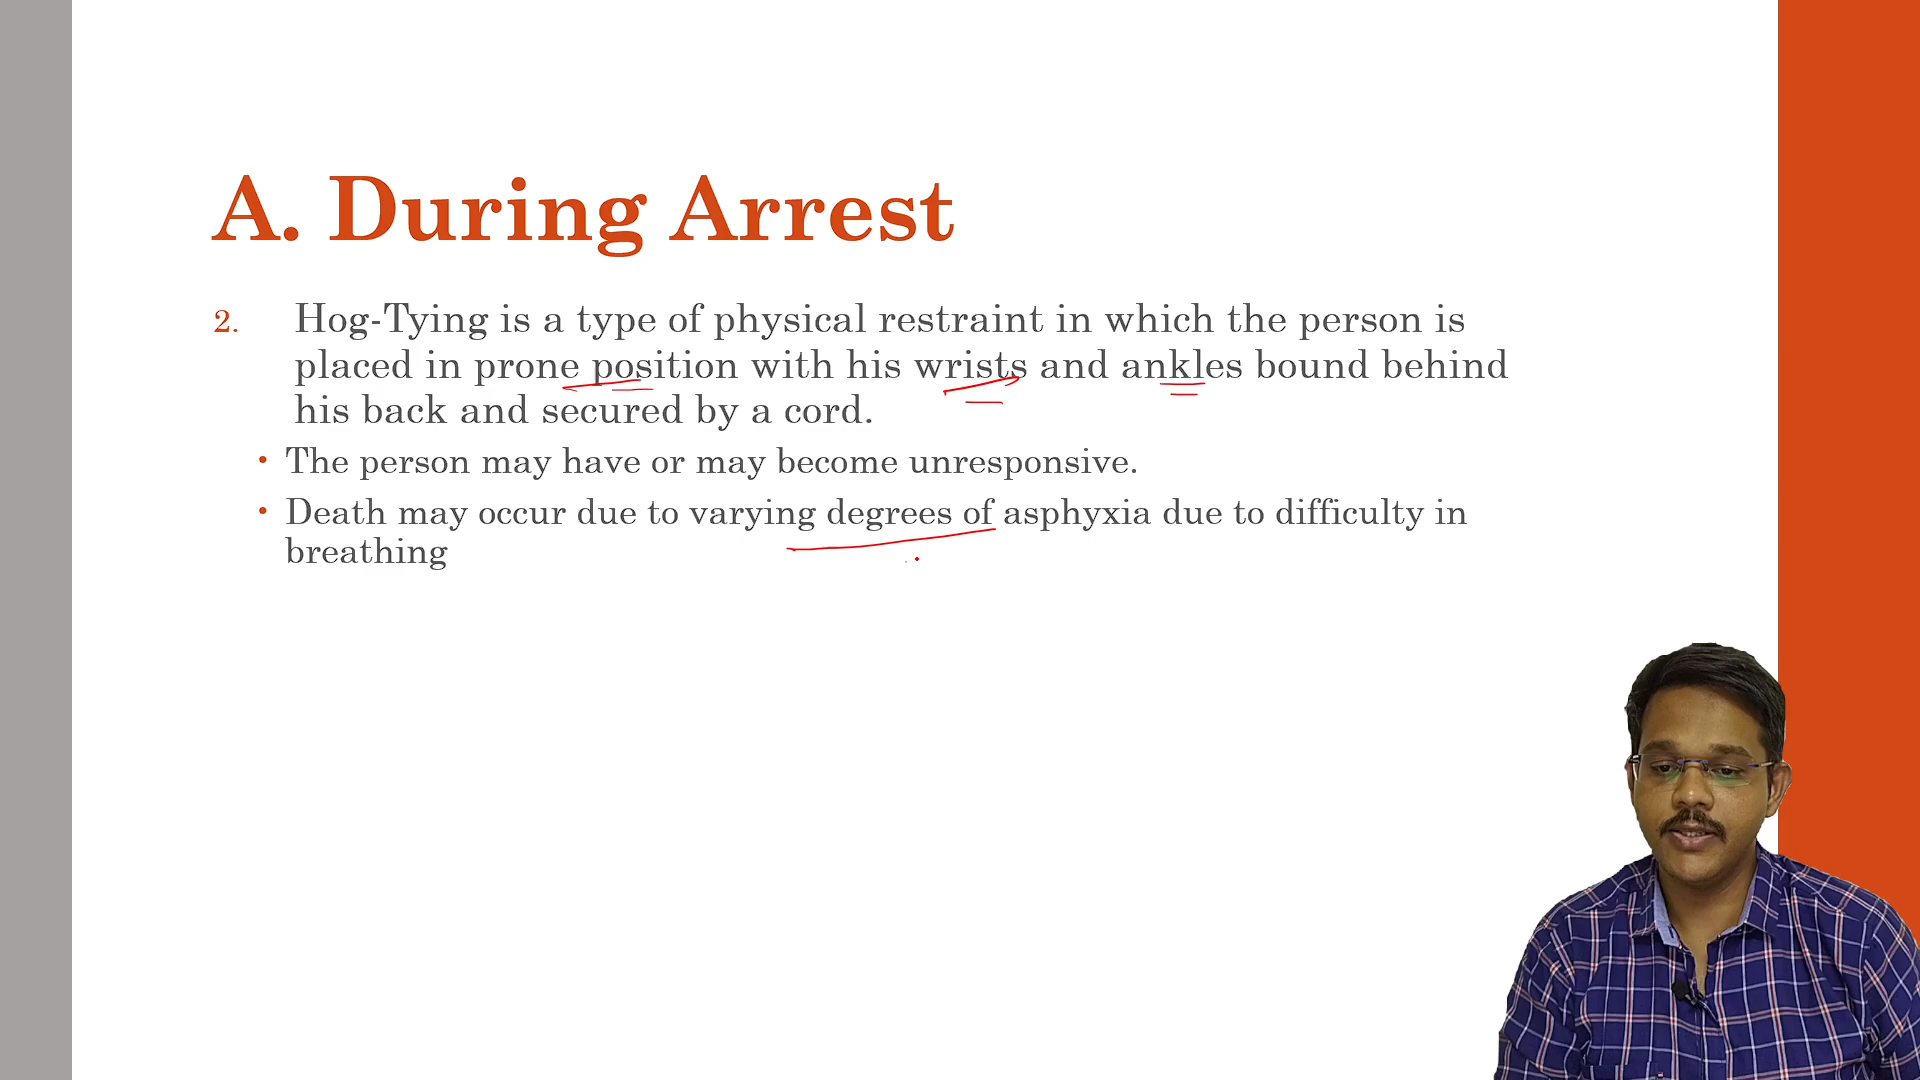 A. During Arrest
2. Hog-Tying is a type of physical restraint in which the person is
placed in prone position with his wrists and ankles bound behind
his back and secured by a cord.
• The person may have or may become unresponsive.
• Death may occur due to varying degrees of asphyxia due to difficulty in
breathing